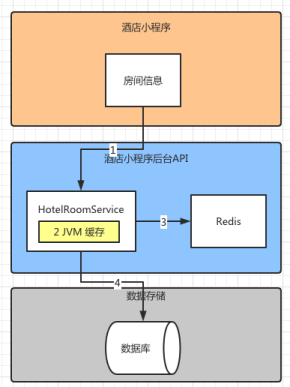 酒店小程序
房间信息
1
酒店小程序后台API
HotelRoomService
2 JVM 缓存
3
Redis
4
数据存储
数据库